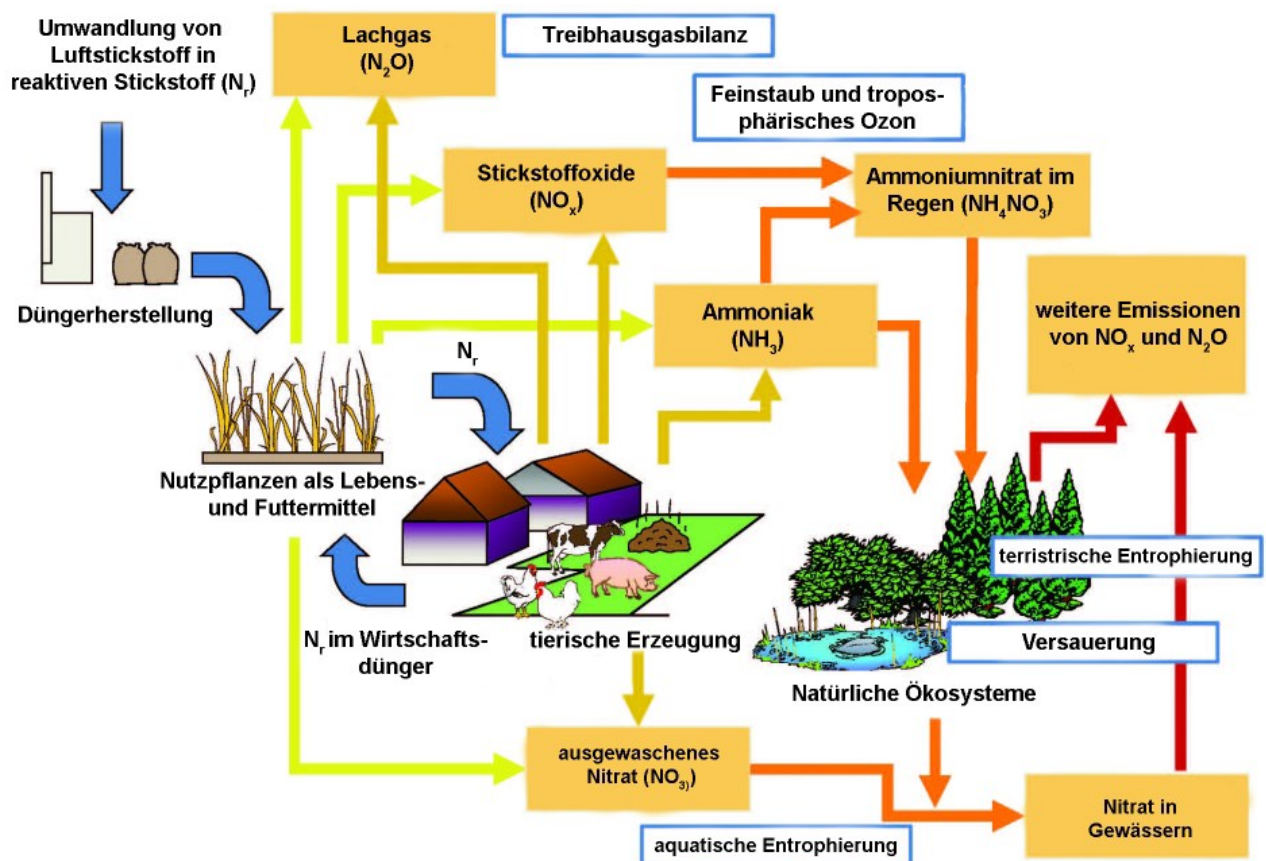 Umwandlung von
Luftstickstoff in
reaktiven Stickstoff (Nᵣ)
Lachgas
(N₂O)
Treibhausgasbilanz
Feinstaub und tropos-
phärisches Ozon
Stickstoffoxide
(NOₓ)
Ammoniumnitrat im
Regen (NH₄NO₃)
Düngerherstellung
Ammoniak
(NH₃)
weitere Emissionen
von NOₓ und N₂O
Nᵣ
Nutzpflanzen als Lebens-
und Futtermittel
terristrische Entrophierung
Nᵣ im Wirtschafts-
dünger
tierische Erzeugung
Versauerung
Natürliche Ökosysteme
ausgewaschenes
Nitrat (NO₃₎
Nitrat in
Gewässern
aquatische Entrophierung